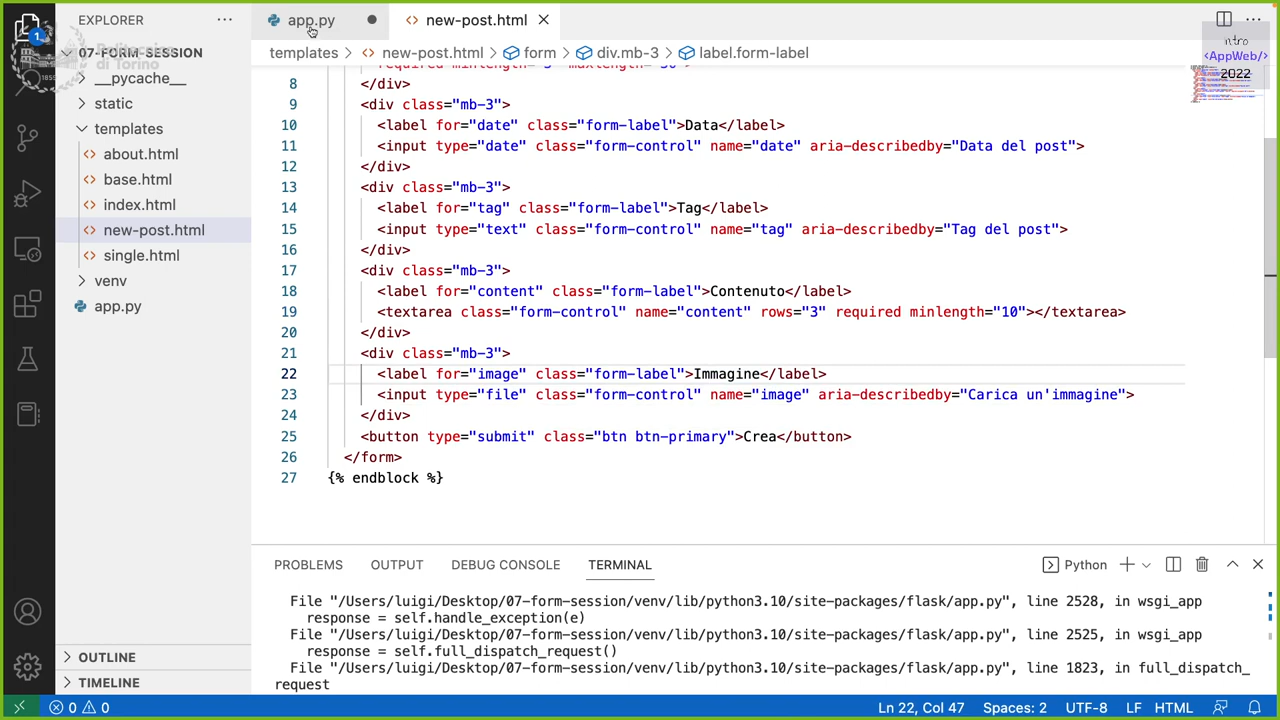 EXPLORER
app.py
new-post.html
07-FORM-SESSION
templates
new-post.html
form
div.mb-3
label.form-label
Politecnico
di Torino
1859
1
ntro
<AppWeb/>
2022
__pycache__
static
templates
about.html
base.html
index.html
new-post.html
single.html
venv
app.py
8 </div>
9 <div class="mb-3">
10 <label for="date" class="form-label">Data</label>
11 <input type="date" class="form-control" name="date" aria-describedby="Data del post">
12 </div>
13 <div class="mb-3">
14 <label for="tag" class="form-label">Tag</label>
15 <input type="text" class="form-control" name="tag" aria-describedby="Tag del post">
16 </div>
17 <div class="mb-3">
18 <label for="content" class="form-label">Contenuto</label>
19 <textarea class="form-control" name="content" rows="3" required minlength="10"></textarea>
20 </div>
21 <div class="mb-3">
22 <label for="image" class="form-label">Immagine</label>
23 <input type="file" class="form-control" name="image" aria-describedby="Carica un'immagine">
24 </div>
25 <button type="submit" class="btn btn-primary">Crea</button>
26 </form>
27 {% endblock %}
PROBLEMS OUTPUT DEBUG CONSOLE TERMINAL
Python
File "/Users/luigi/Desktop/07-form-session/venv/lib/python3.10/site-packages/flask/app.py", line 2528, in wsgi_app
response = self.handle_exception(e)
File "/Users/luigi/Desktop/07-form-session/venv/lib/python3.10/site-packages/flask/app.py", line 2525, in wsgi_app
response = self.full_dispatch_request()
File "/Users/luigi/Desktop/07-form-session/venv/lib/python3.10/site-packages/flask/app.py", line 1823, in full_dispatch_
request
OUTLINE
TIMELINE
0 0
Ln 22, Col 47 Spaces: 2 UTF-8 LF HTML